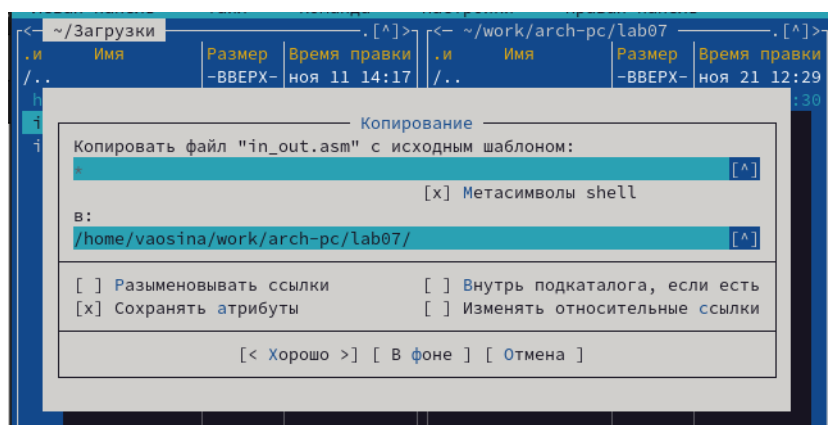 <- ~/Загрузки .[^]> <- ~/work/arch-pc/lab07 .[^]>
.и Имя Размер Время правки .и Имя Размер Время правки
/.. -ВВЕРХ- ноя 11 14:17 /.. -ВВЕРХ- ноя 21 12:29
h :30
i
i
Копирование
Копировать файл "in_out.asm" с исходным шаблоном:
* [^]
[x] Метасимволы shell
в:
/home/vaosina/work/arch-pc/lab07/ [^]
[ ] Разыменовывать ссылки [ ] Внутрь подкаталога, если есть
[x] Сохранять атрибуты [ ] Изменять относительные ссылки
[< Хорошо >] [ В фоне ] [ Отмена ]